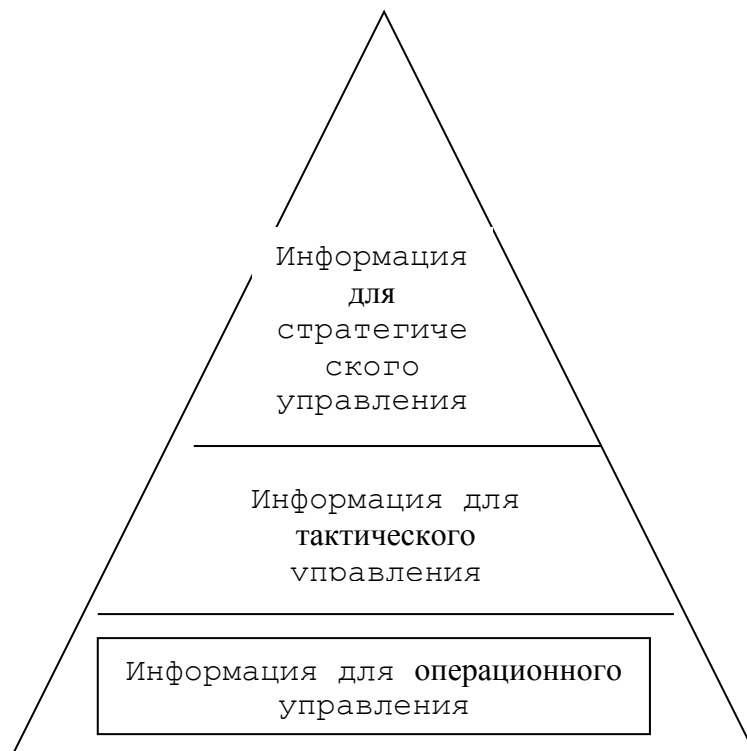 Информация
для
стратегиче
ского
управления
Информация для
тактического
управления
Информация для операционного
управления